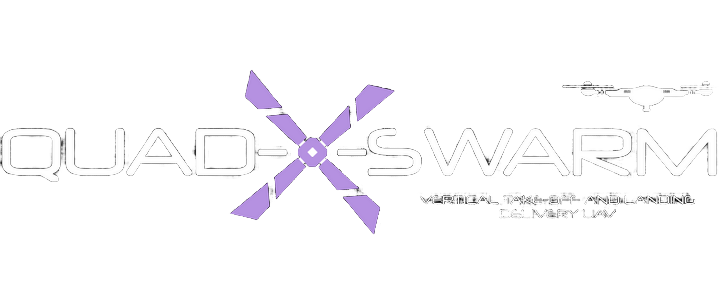 QUAD-X-SWARM
VERTICAL TAKE-OFF AND LANDING
DELIVERY UAV